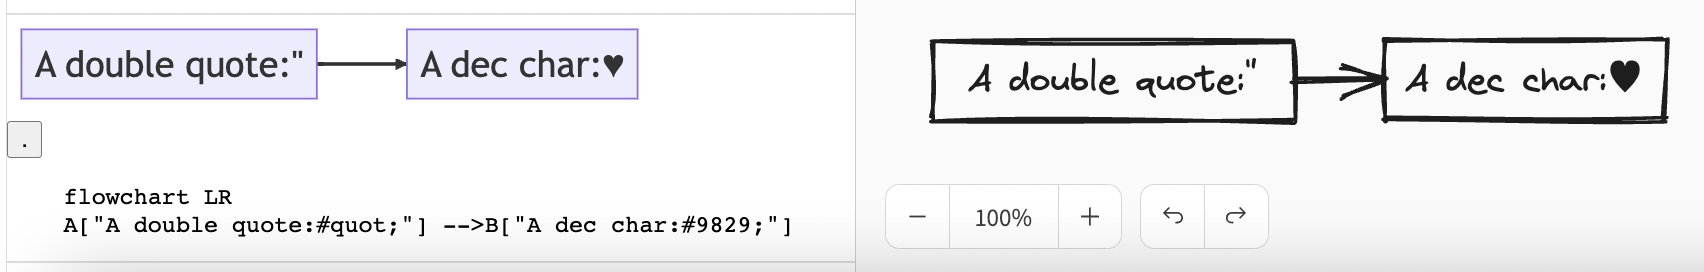 A double quote:"
A dec char:♥
.
flowchart LR
A["A double quote:#quot;"] -->B["A dec char:#9829;"]
A double quote:"
A dec char:♥
100%